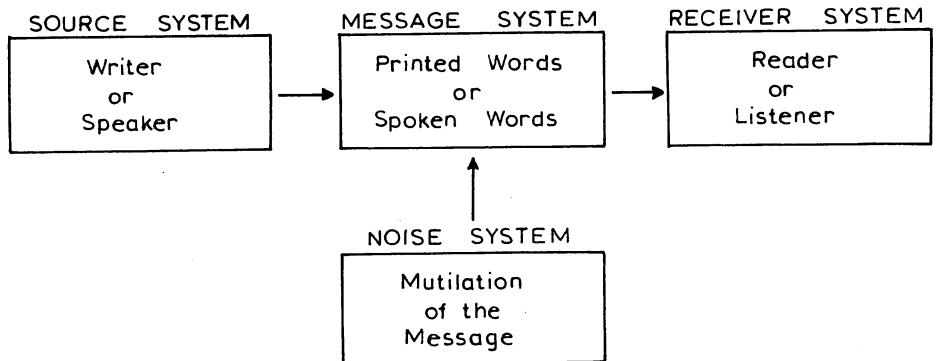 SOURCE SYSTEM
Writer
or
Speaker
MESSAGE SYSTEM
Printed Words
or
Spoken Words
RECEIVER SYSTEM
Reader
or
Listener
NOISE SYSTEM
Mutilation
of the
Message